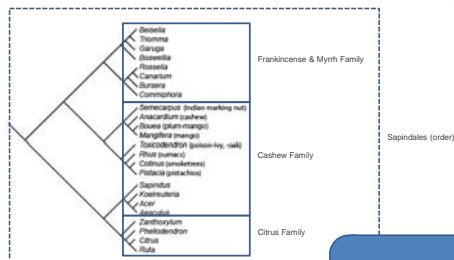 Beiselia
Triomma
Garuga
Boswellia
Rosselia
Canarium
Bursera
Commiphora
Frankincense & Myrrh Family
Semecarpus (Indian marking nut)
Anacardium (cashew)
Bouea (plum-mango)
Mangifera (mango)
Toxicodendron (poison-ivy, -oak)
Rhus (sumacs)
Cotinus (smoketrees)
Pistacia (pistachios)
Cashew Family
Sapindales (order)
Sapindus
Koelreuteria
Acer
Aesculus
Zanthoxylum
Phellodendron
Citrus
Ruta
Citrus Family